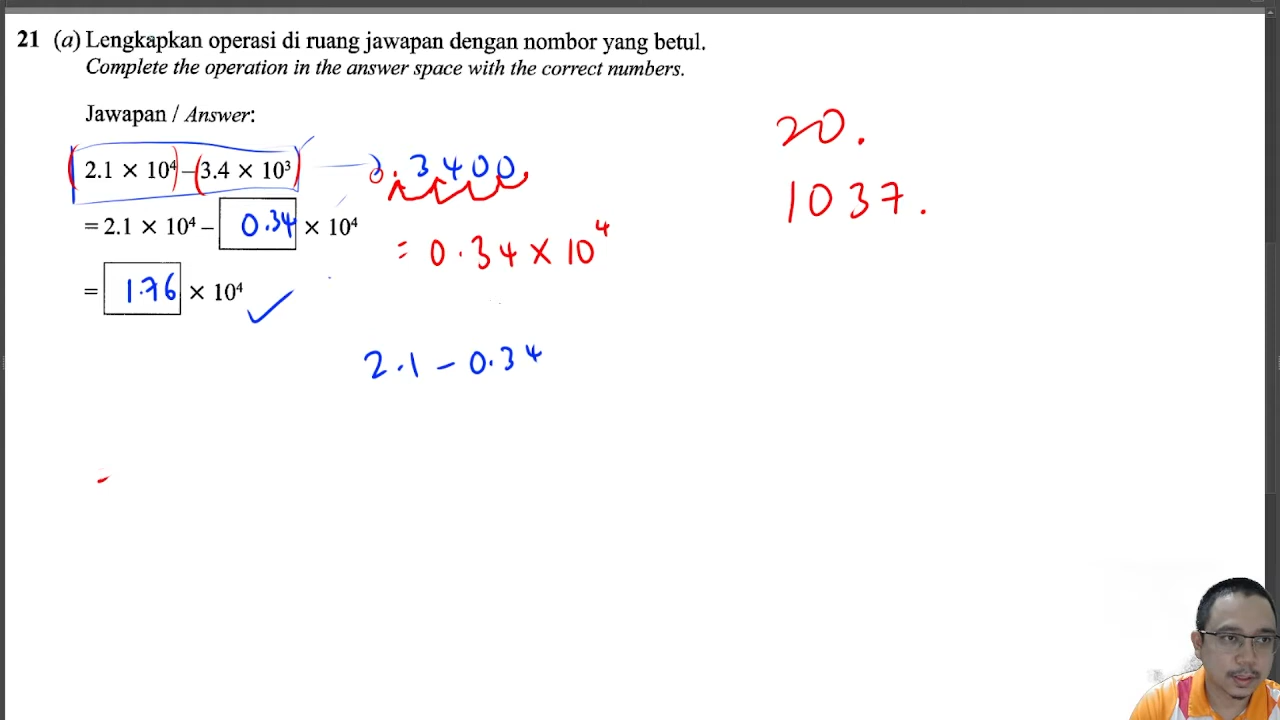 21 (a) Lengkapkan operasi di ruang jawapan dengan nombor yang betul.
Complete the operation in the answer space with the correct numbers.
Jawapan / Answer:
(2.1 × 10⁴) – (3.4 × 10³)
.3400.
= 2.1 × 10⁴ – 0.34 × 10⁴
= 0.34 × 10⁴
= 1.76 × 10⁴
2.1 – 0.34
20.
1037.